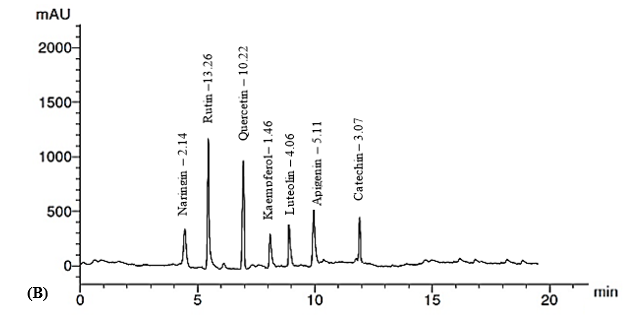 mAU
2000
1500
1000
500
0
Naringin – 2.14
Rutin –13.26
Quercetin – 10.22
Kaempferol– 1.46
Luteolin – 4.06
Apigenin – 5.11
Catechin – 3.07
(B)
0 5 10 15 20 min